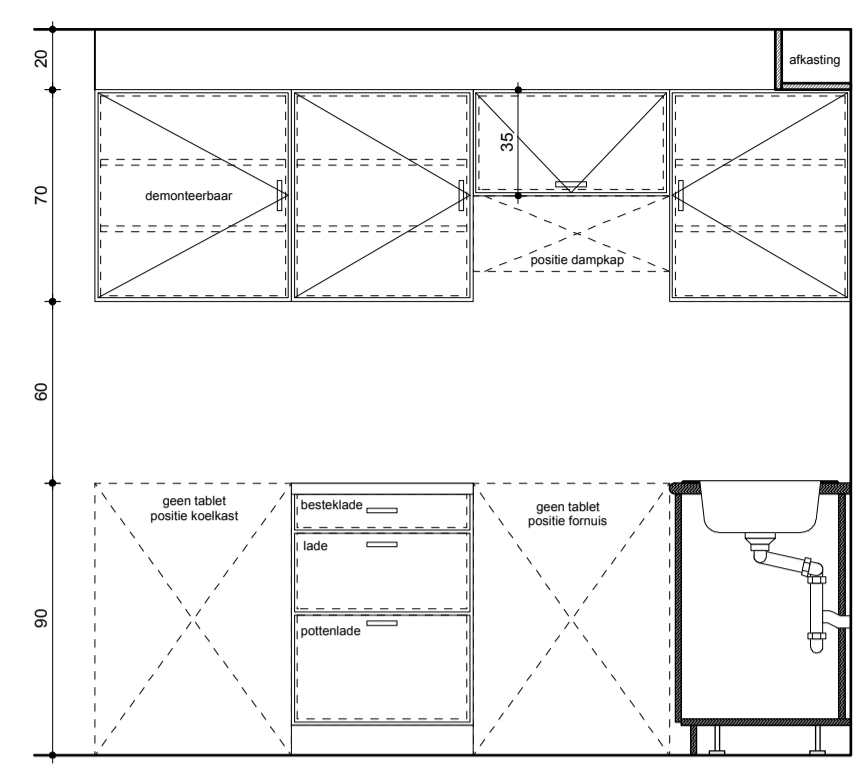 20
afkasting
35
70
demonteerbaar
positie dampkap
60
geen tablet
positie koelkast
besteklade
geen tablet
positie fornuis
lade
90
pottenlade